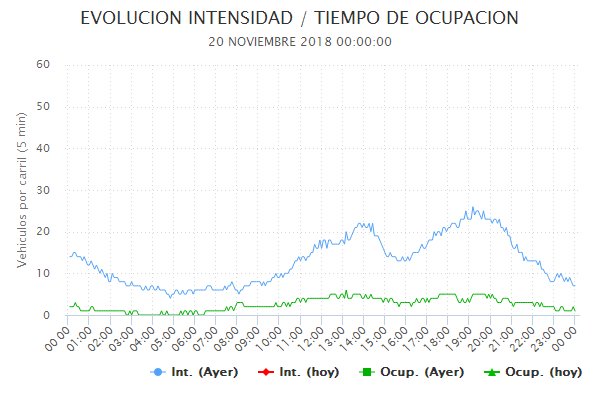 EVOLUCION INTENSIDAD / TIEMPO DE OCUPACION
20 NOVIEMBRE 2018 00:00:00
Vehiculos por carril (5 min)
60
50
40
30
20
10
0
00:00 01:00 02:00 03:00 04:00 05:00 06:00 07:00 08:00 09:00 10:00 11:00 12:00 13:00 14:00 15:00 16:00 17:00 18:00 19:00 20:00 21:00 22:00 23:00 00:00
Int. (Ayer) Int. (hoy) Ocup. (Ayer) Ocup. (hoy)